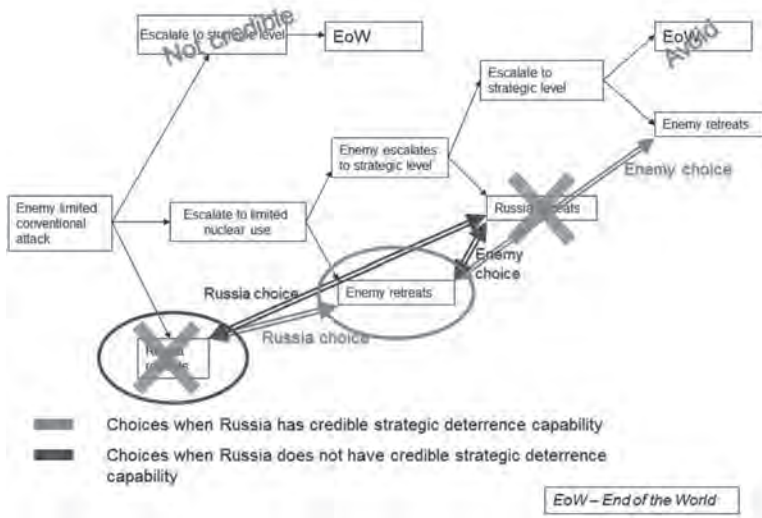 Not credible
Escalate to strategic level
EoW
EoW
Avoid
Escalate to
strategic level
Enemy retreats
Enemy escalates
to strategic level
Enemy choice
Enemy limited
conventional
attack
Escalate to limited
nuclear use
Russia
Enemy
choice
Russia choice
Enemy retreats
Russia choice
Choices when Russia has credible strategic deterrence capability
Choices when Russia does not have credible strategic deterrence
capability
EoW – End of the World